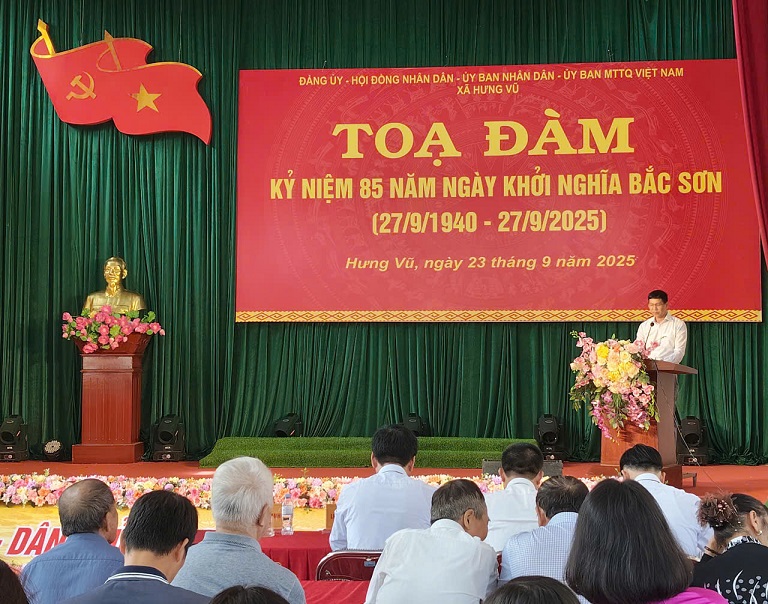 ĐẢNG ỦY - HỘI ĐỒNG NHÂN DÂN - ỦY BAN NHÂN DÂN - ỦY BAN MTTQ VIỆT NAM
XÃ HƯNG VŨ
TOẠ ĐÀM
KỶ NIỆM 85 NĂM NGÀY KHỞI NGHĨA BẮC SƠN
(27/9/1940 - 27/9/2025)
Hưng Vũ, ngày 23 tháng 9 năm 2025
- DÂN